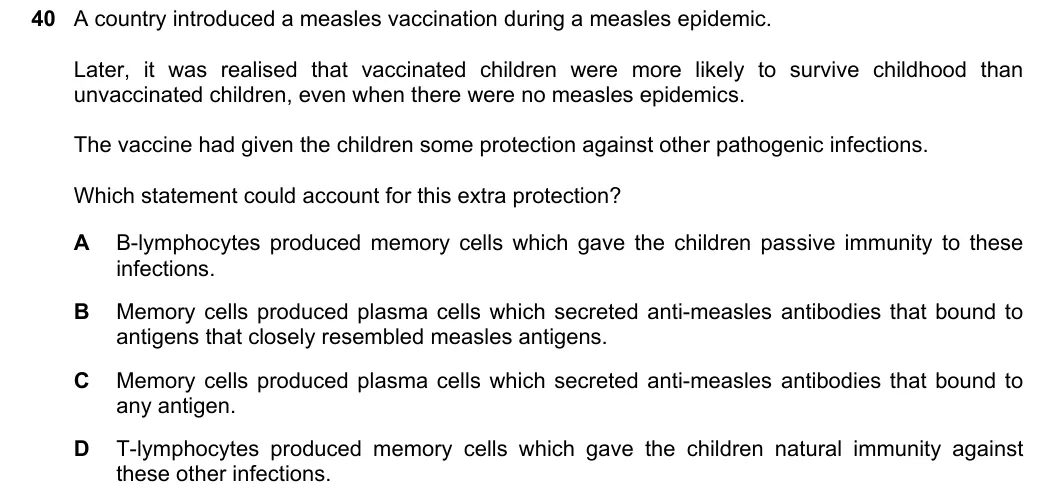 40 A country introduced a measles vaccination during a measles epidemic.
Later, it was realised that vaccinated children were more likely to survive childhood than
unvaccinated children, even when there were no measles epidemics.
The vaccine had given the children some protection against other pathogenic infections.
Which statement could account for this extra protection?
A B-lymphocytes produced memory cells which gave the children passive immunity to these
infections.
B Memory cells produced plasma cells which secreted anti-measles antibodies that bound to
antigens that closely resembled measles antigens.
C Memory cells produced plasma cells which secreted anti-measles antibodies that bound to
any antigen.
D T-lymphocytes produced memory cells which gave the children natural immunity against
these other infections.